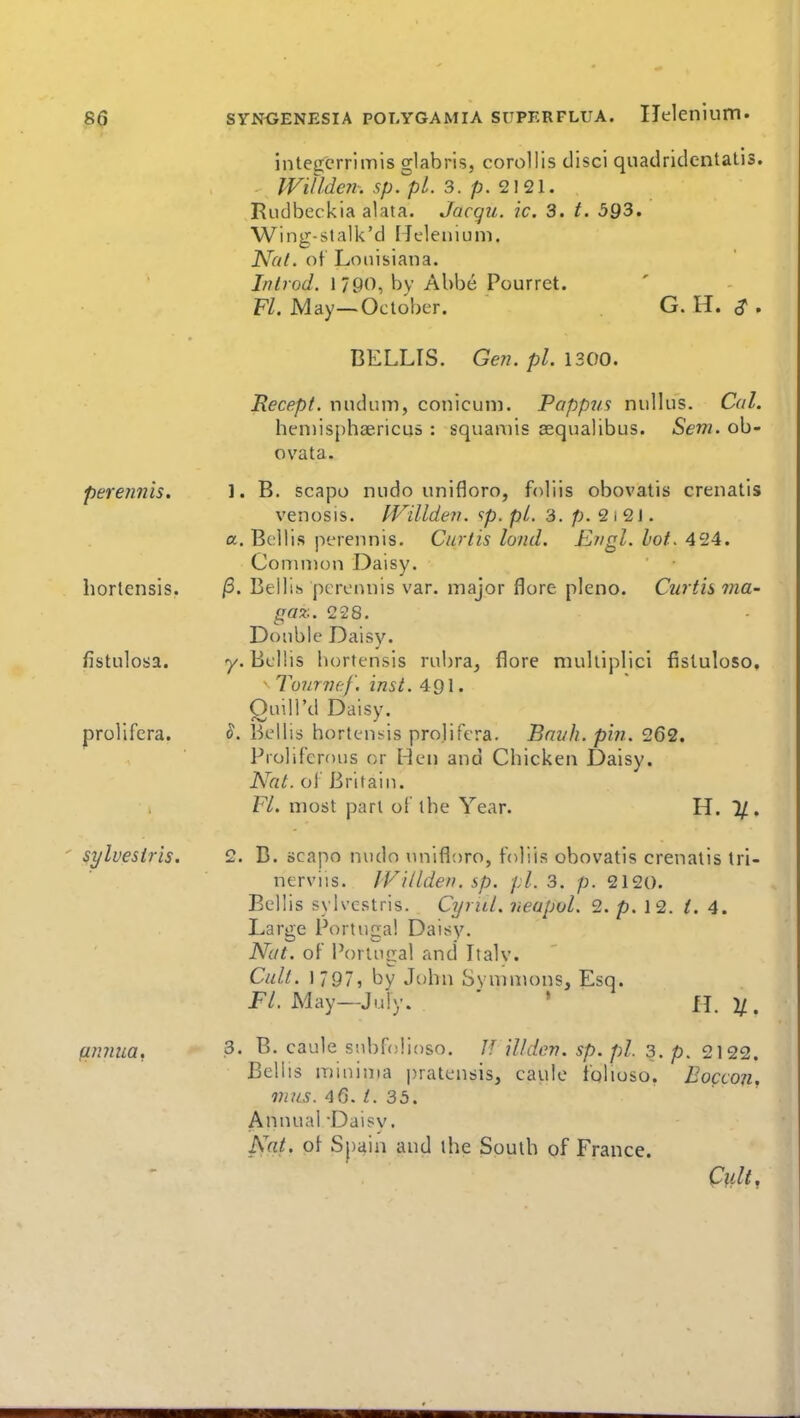 86 SYNGENESIA POLYGAMIA SUPERFLUA. Helenium.
integerrimis glabris, corollis disci quadridentatis.
Willden. sp. pl. 3. p. 2121.
Rudbeckia alata. Jacqu. ic. 3. t. 593.
Wing-stalk'd Helenium.
Nat. of Louisiana.
Introd. 1790, by Abbé Pourret.
Fl. May—October. G. H. ♂.
BELLIS. Gen. pl. 1300.
Recept. nudum, conicum. Pappus nullus. Cal.
hemisphæricus : squamis æqualibus. Sem. ob-
ovata.
perennis. 1. B. scapo nudo unifloro, foliis obovatis crenatis
venosis. Willden. sp. pl. 3. p. 2121.
α. Bellis perennis. Curtis lond. Engl. bot. 424.
Common Daisy.
hortensis. β. Bellis perennis var. major flore pleno. Curtis ma-
gaz. 228.
Double Daisy.
fistulosa. γ. Bellis hortensis rubra, flore multiplici fistuloso,
Tournef. inst. 491.
Quill'd Daisy.
prolifera. δ. Bellis hortensis prolifera. Bauh. pin. 262.
Proliferous or Hen and Chicken Daisy.
Nat. of Britain.
Fl. most part of the Year. H. ♃.
sylvestris. 2. B. scapo nudo unifloro, foliis obovatis crenatis tri-
nerviis. Willden. sp. pl. 3. p. 2120.
Bellis sylvestris. Cyrill. neapol. 2. p. 12. t. 4.
Large Portugal Daisy.
Nat. of Portugal and Italy.
Cult. 1797, by John Symmons, Esq.
Fl. May—July. H. ♃.
annua. 3. B. caule subfolioso. Willden. sp. pl. 3. p. 2122.
Bellis minima pratensis, caule folioso. Boccon.
mus. 46. t. 35.
Annual Daisy.
Nat. of Spain and the South of France.
Cult,